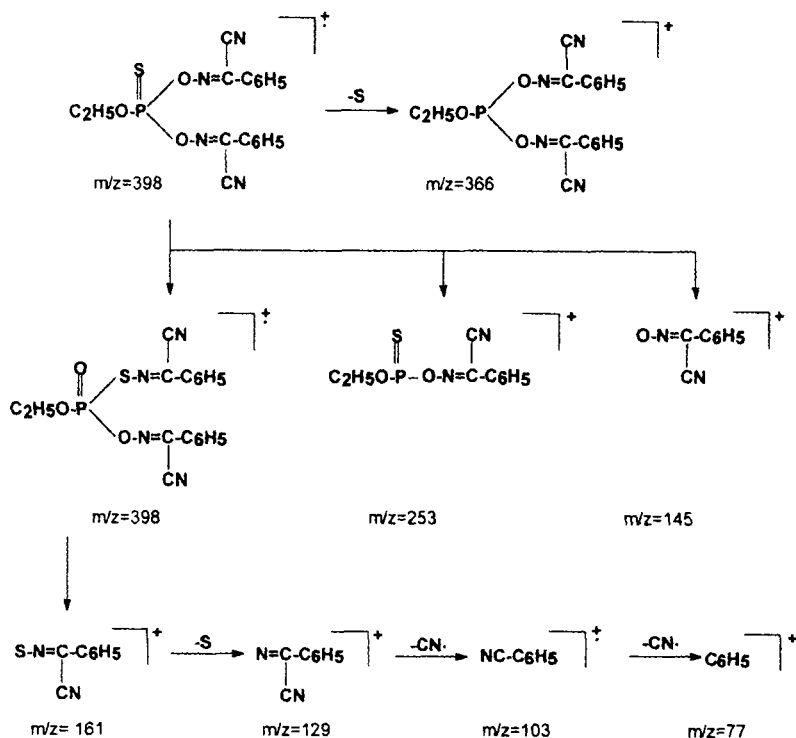 CN
S
O-N=C-C6H5
C2H5O-P
O-N=C-C6H5
CN
m/z=398
+.
-S
CN
O-N=C-C6H5
C2H5O-P
O-N=C-C6H5
CN
m/z=366
+
CN
O
S-N=C-C6H5
C2H5O-P
O-N=C-C6H5
CN
m/z=398
+.
S
CN
C2H5O-P-O-N=C-C6H5
m/z=253
+
O-N=C-C6H5
CN
m/z=145
+
S-N=C-C6H5
CN
m/z= 161
+
-S
N=C-C6H5
CN
m/z=129
+
-CN·
NC-C6H5
m/z=103
+.
-CN·
C6H5
m/z=77
+